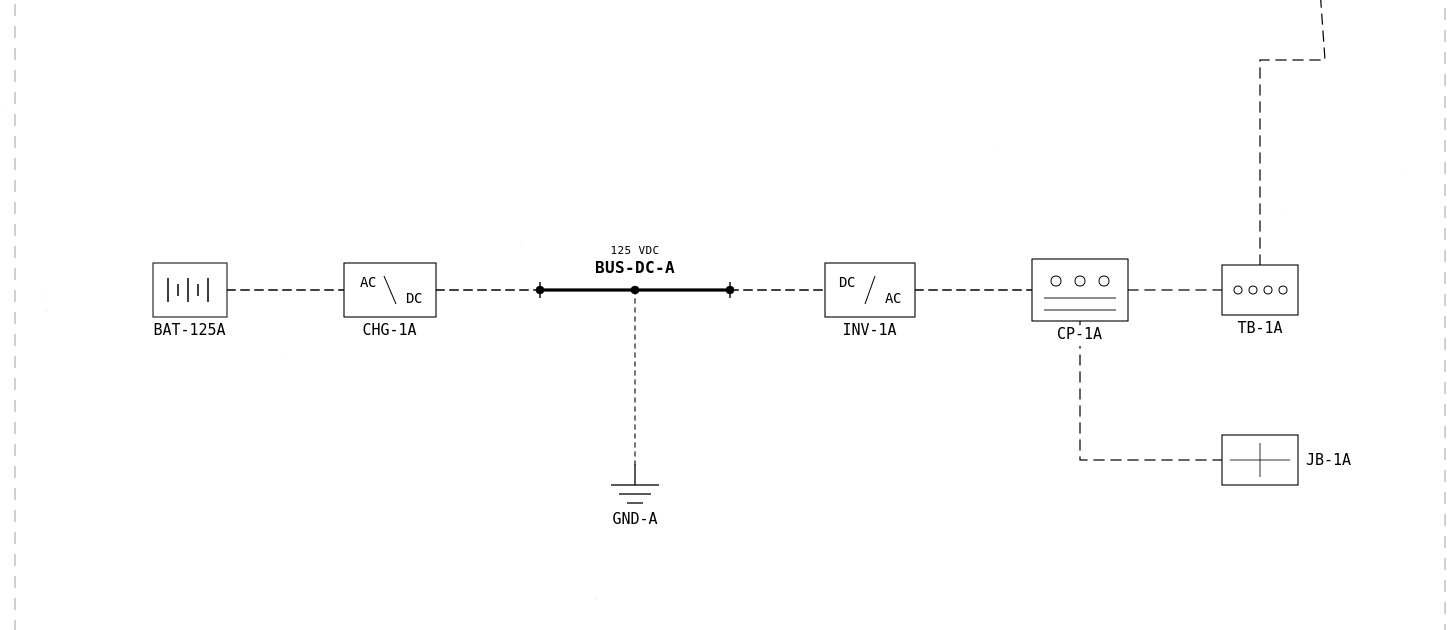 125 VDC
BUS-DC-A
AC
DC
DC
AC
BAT-125A
CHG-1A
INV-1A
CP-1A
TB-1A
JB-1A
GND-A